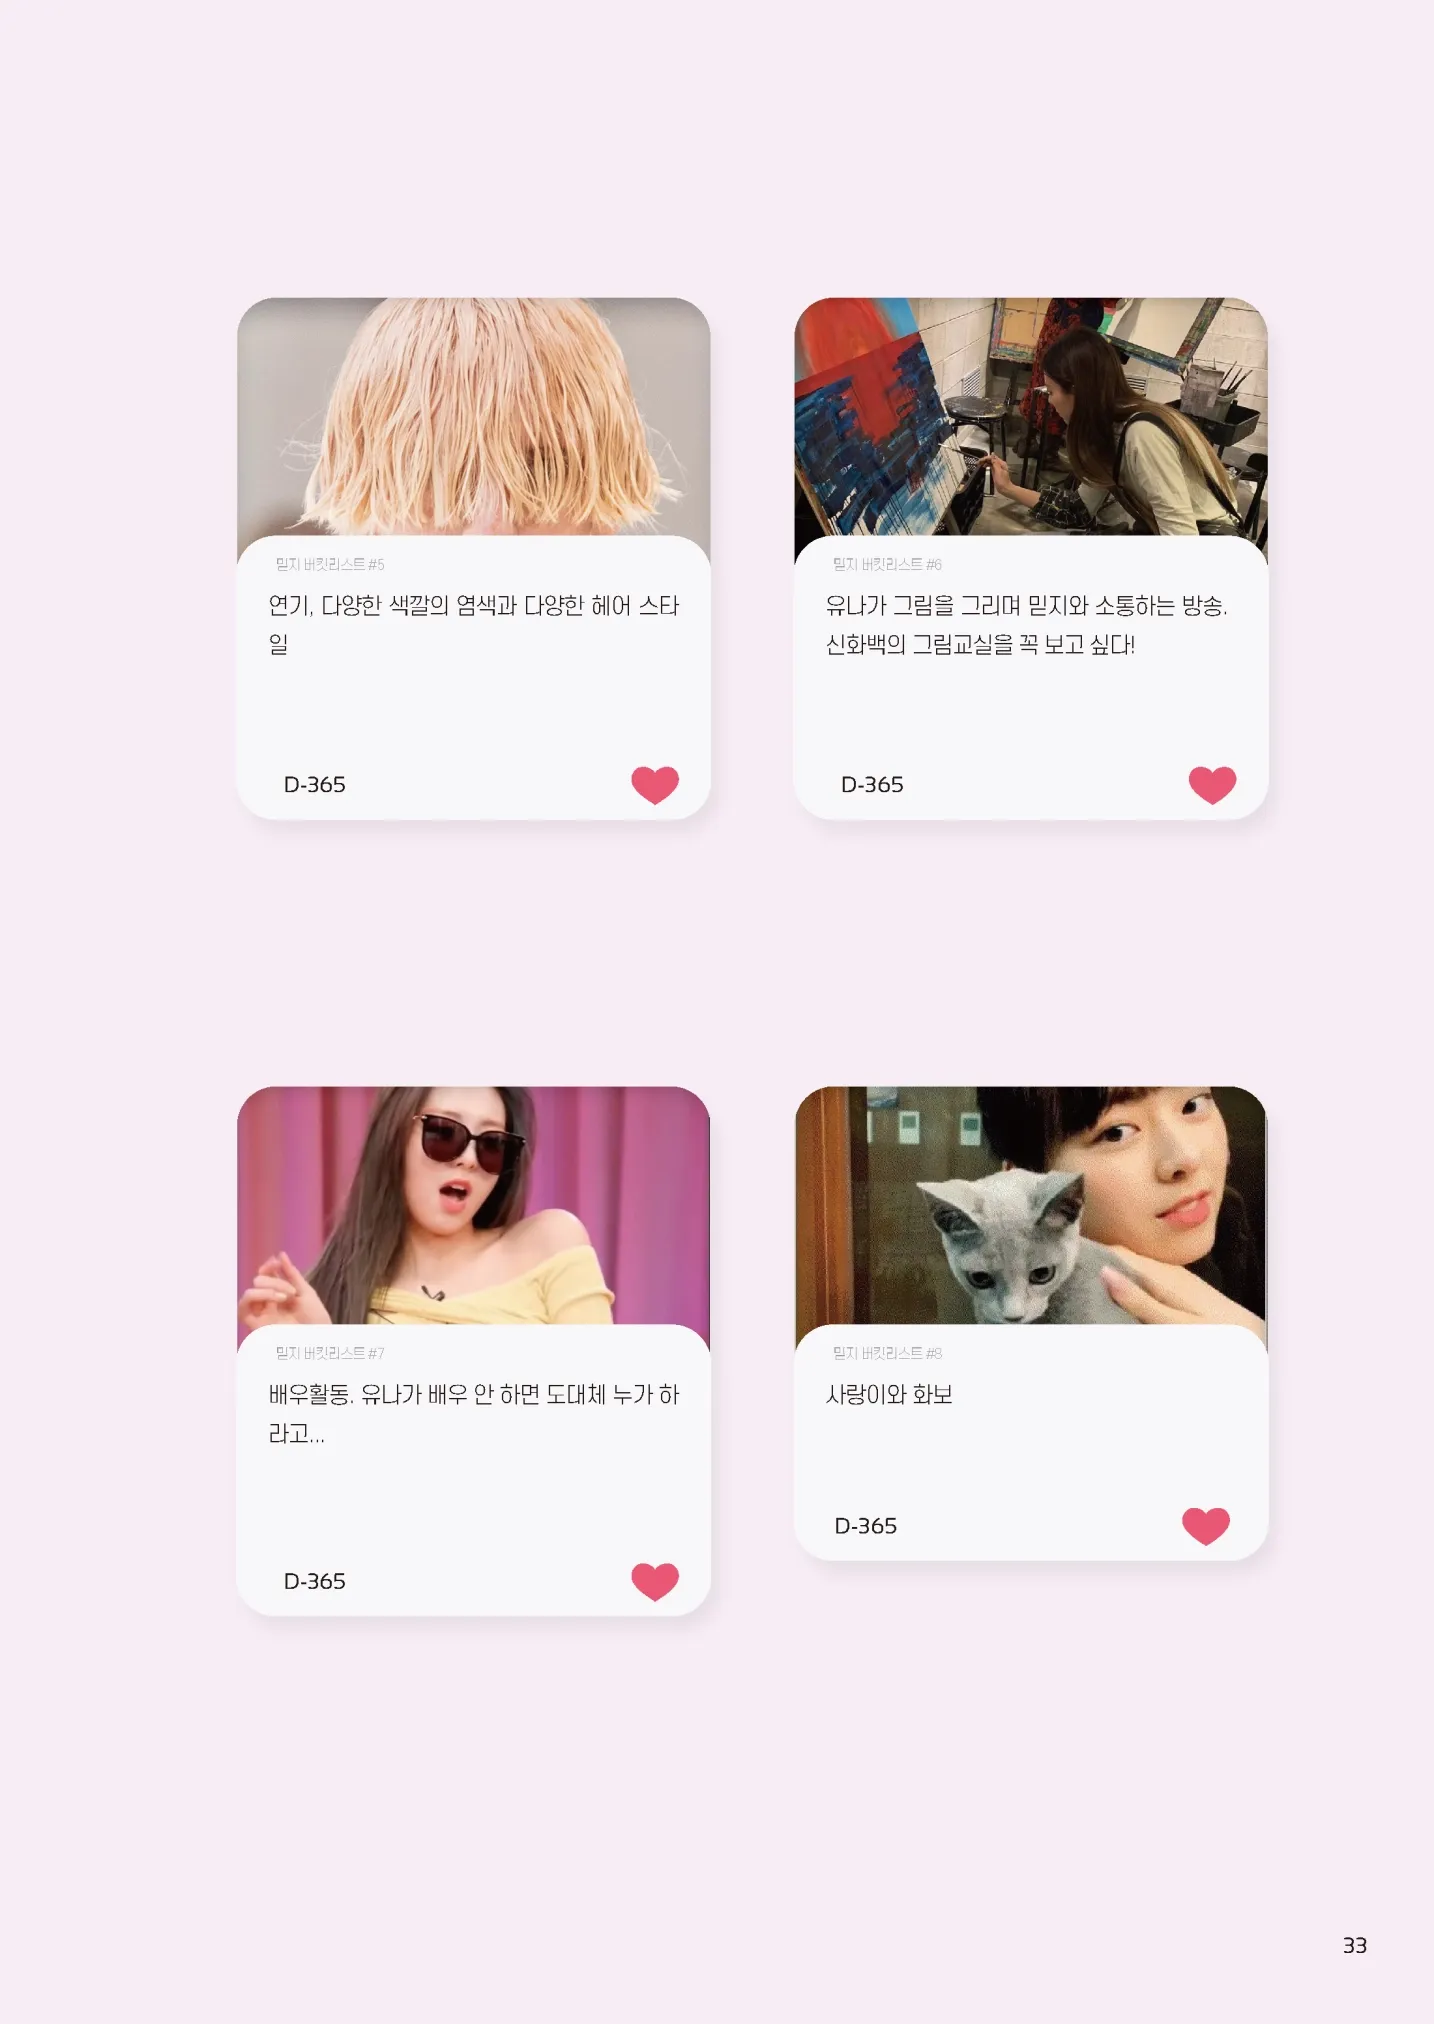 믿지 버킷리스트 #5
연기, 다양한 색깔의 염색과 다양한 헤어 스타
일
D-365
믿지 버킷리스트 #6
유나가 그림을 그리며 믿지와 소통하는 방송.
신화백의 그림교실을 꼭 보고 싶다!
D-365
믿지 버킷리스트 #7
배우활동. 유나가 배우 안 하면 도대체 누가 하
라고...
D-365
믿지 버킷리스트 #8
사랑이와 화보
D-365
33